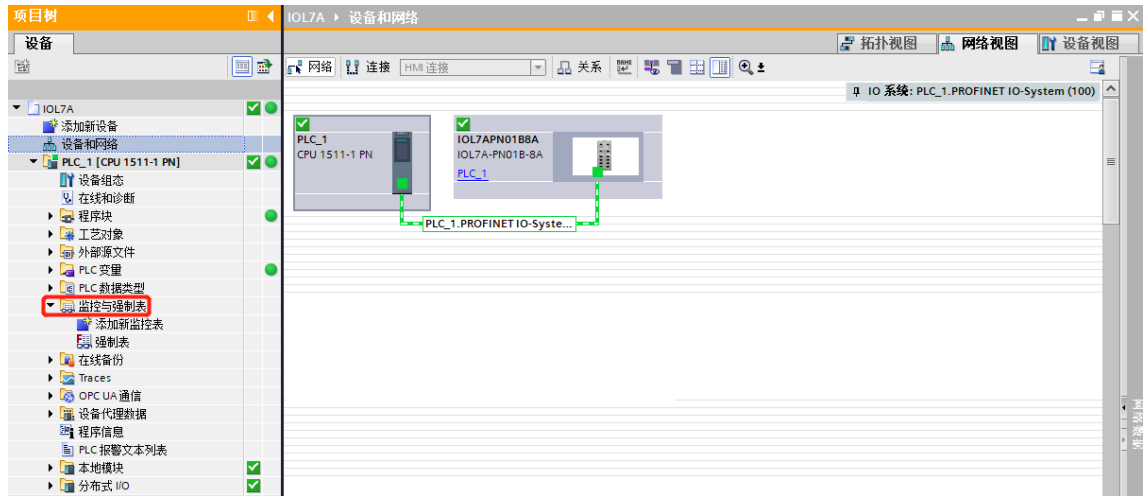 项目树
IOL7A ▸ 设备和网络
设备
拓扑视图
网络视图
设备视图
网络
连接
HMI 连接
关系
IO 系统: PLC_1.PROFINET IO-System (100)
IOL7A
添加新设备
设备和网络
PLC_1 [CPU 1511-1 PN]
设备组态
在线和诊断
程序块
工艺对象
外部源文件
PLC 变量
PLC 数据类型
监控与强制表
添加新监控表
强制表
在线备份
Traces
OPC UA 通信
设备代理数据
程序信息
PLC 报警文本列表
本地模块
分布式 I/O
PLC_1
CPU 1511-1 PN
IOL7APN01B8A
IOL7A-PN01B-8A
PLC_1
PLC_1.PROFINET IO-Syste...
网络数据